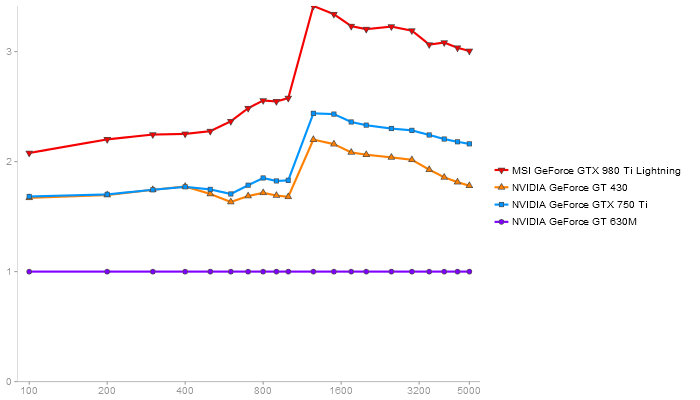 3
2
1
0
100 200 400 800 1600 3200 5000
MSI GeForce GTX 980 Ti Lightning
NVIDIA GeForce GT 430
NVIDIA GeForce GTX 750 Ti
NVIDIA GeForce GT 630M